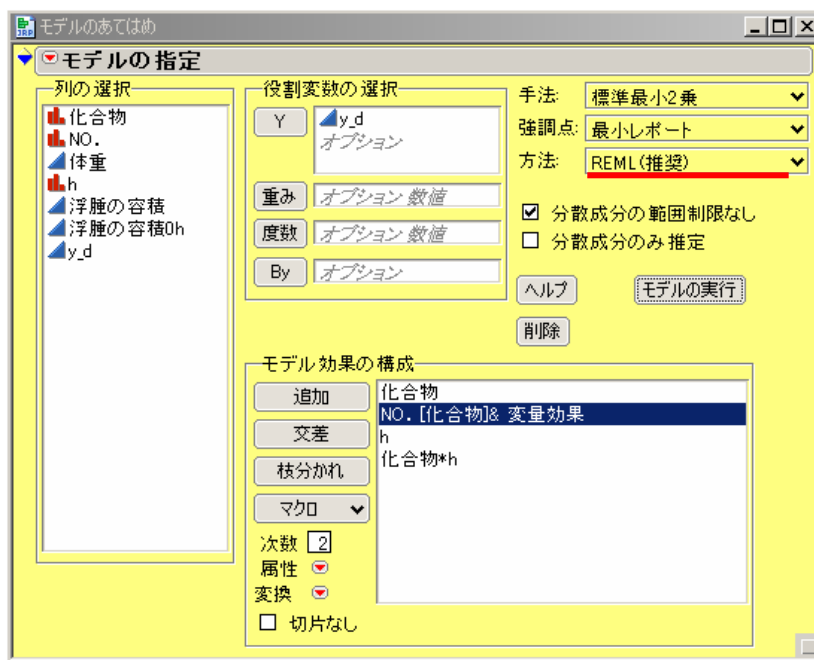 モデルのあてはめ
モデルの指定
列の選択
化合物
NO.
体重
h
浮腫の容積
浮腫の容積0h
y_d
役割変数の選択
Y
y_d
オプション
重み
オプション 数値
度数
オプション 数値
By
オプション
手法:
標準最小2乗
強調点:
最小レポート
方法:
REML(推奨)
分散成分の範囲制限なし
分散成分のみ推定
ヘルプ
モデルの実行
削除
モデル効果の構成
追加
交差
枝分かれ
マクロ
次数 2
属性
変換
切片なし
化合物
NO.[化合物]& 変量効果
h
化合物*h